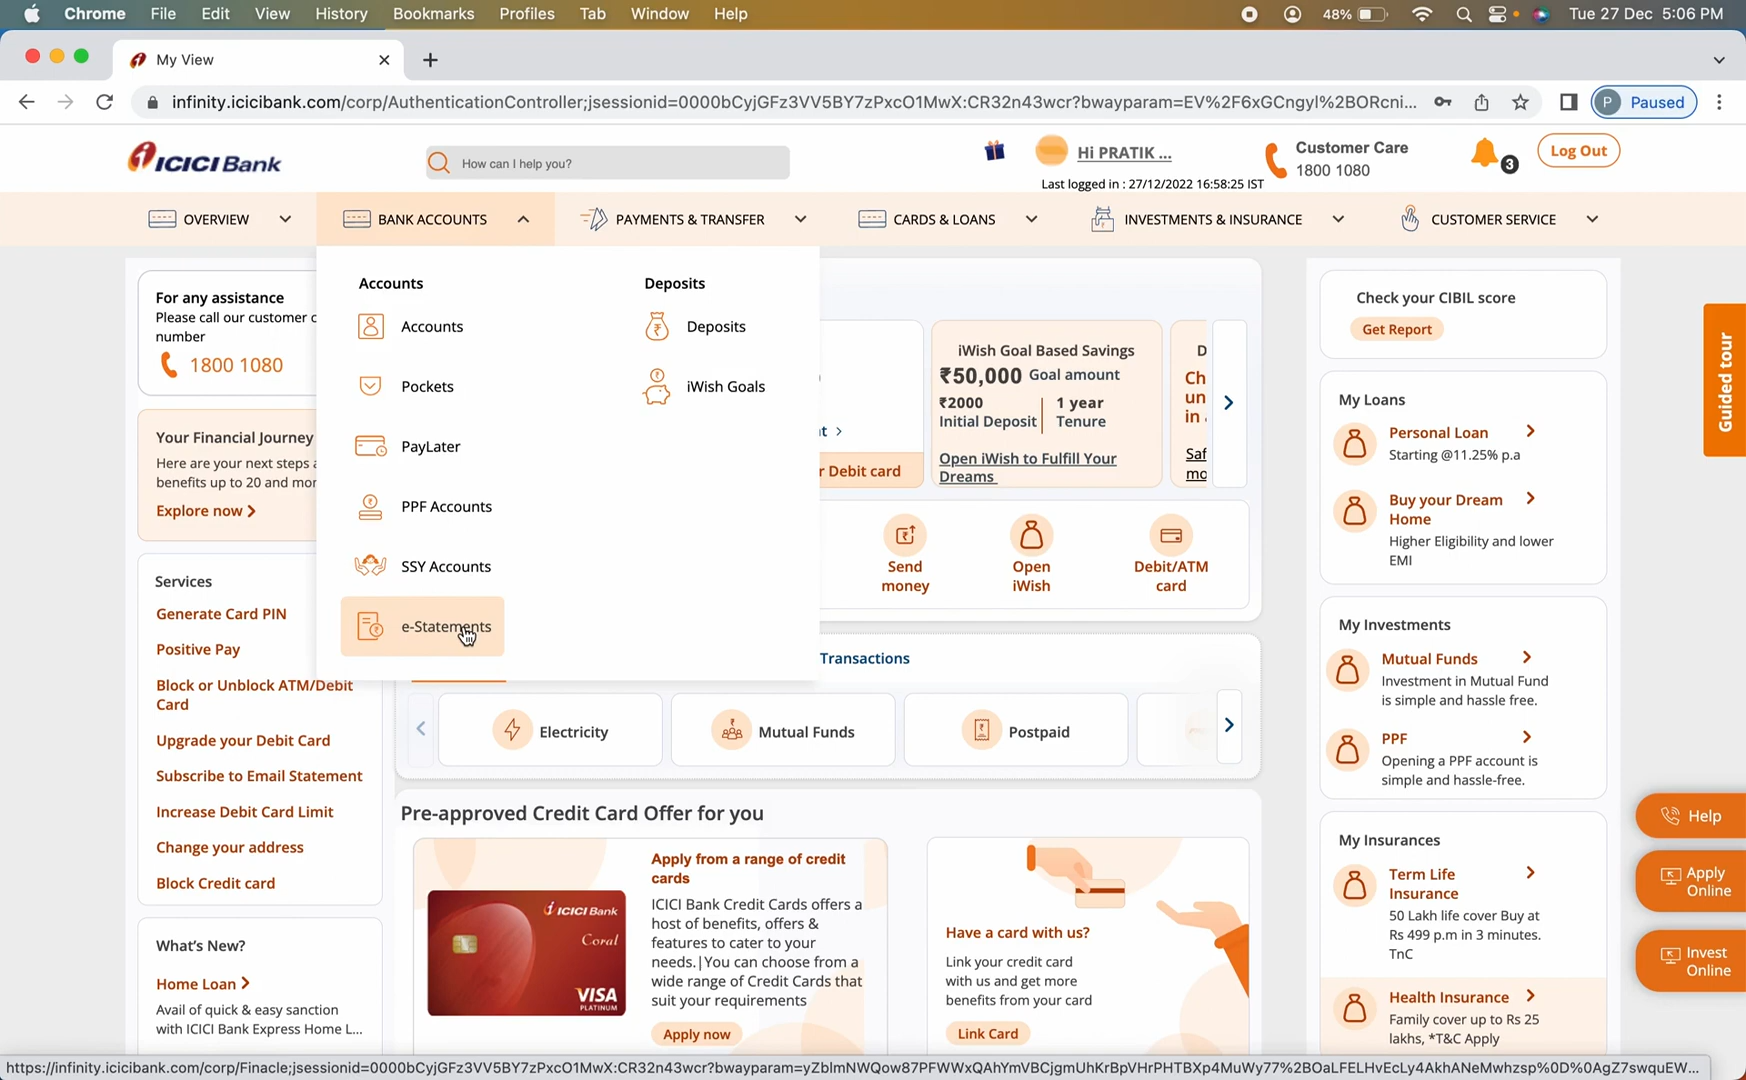 Chrome File Edit View History Bookmarks Profiles Tab Window Help 48% Tue 27 Dec 5:06 PM
My View
infinity.icicibank.com/corp/AuthenticationController;jsessionid=0000bCyjGFz3VV5BY7zPxcO1MwX:CR32n43wcr?bwayparam=EV%2F6xGCngyl%2BORcni... P Paused
ICICI Bank
How can I help you?
Hi PRATIK ...
Last logged in : 27/12/2022 16:58:25 IST
Customer Care
1800 1080
3
Log Out
OVERVIEW BANK ACCOUNTS PAYMENTS & TRANSFER CARDS & LOANS INVESTMENTS & INSURANCE CUSTOMER SERVICE
For any assistance
Please call our customer c
number
1800 1080
Your Financial Journey
Here are your next steps a
benefits up to 20 and mor
Explore now >
Services
Generate Card PIN
Positive Pay
Block or Unblock ATM/Debit
Card
Upgrade your Debit Card
Subscribe to Email Statement
Increase Debit Card Limit
Change your address
Block Credit card
What's New?
Home Loan >
Avail of quick & easy sanction
with ICICI Bank Express Home L...
Accounts
Accounts
Pockets
PayLater
PPF Accounts
SSY Accounts
e-Statements
Deposits
Deposits
iWish Goals
t >
r Debit card
iWish Goal Based Savings
₹50,000 Goal amount
₹2000
Initial Deposit
1 year
Tenure
Open iWish to Fulfill Your
Dreams
D
Ch
un
in
Saf
mo
Send
money
Open
iWish
Debit/ATM
card
Transactions
Electricity
Mutual Funds
Postpaid
Pre-approved Credit Card Offer for you
ICICI Bank
Coral
VISA
PLATINUM
Apply from a range of credit
cards
ICICI Bank Credit Cards offers a
host of benefits, offers &
features to cater to your
needs.|You can choose from a
wide range of Credit Cards that
suit your requirements
Apply now
Have a card with us?
Link your credit card
with us and get more
benefits from your card
Link Card
Check your CIBIL score
Get Report
My Loans
Personal Loan
Starting @11.25% p.a
Buy your Dream
Home
Higher Eligibility and lower
EMI
My Investments
Mutual Funds
Investment in Mutual Fund
is simple and hassle free.
PPF
Opening a PPF account is
simple and hassle-free.
My Insurances
Term Life
Insurance
50 Lakh life cover Buy at
Rs 499 p.m in 3 minutes.
TnC
Health Insurance
Family cover up to Rs 25
lakhs, *T&C Apply
Guided tour
Help
Apply
Online
Invest
Online
https://infinity.icicibank.com/corp/Finacle;jsessionid=0000bCyjGFz3VV5BY7zPxcO1MwX:CR32n43wcr?bwayparam=yZblmNWQow87PFWWxQAhYmVBCjgmUhKrBpVHrPHTBXp4MuWy77%2BOaLFELHvEcLy4AkhANeMwhzsp%0D%0AgZ7swquEW...